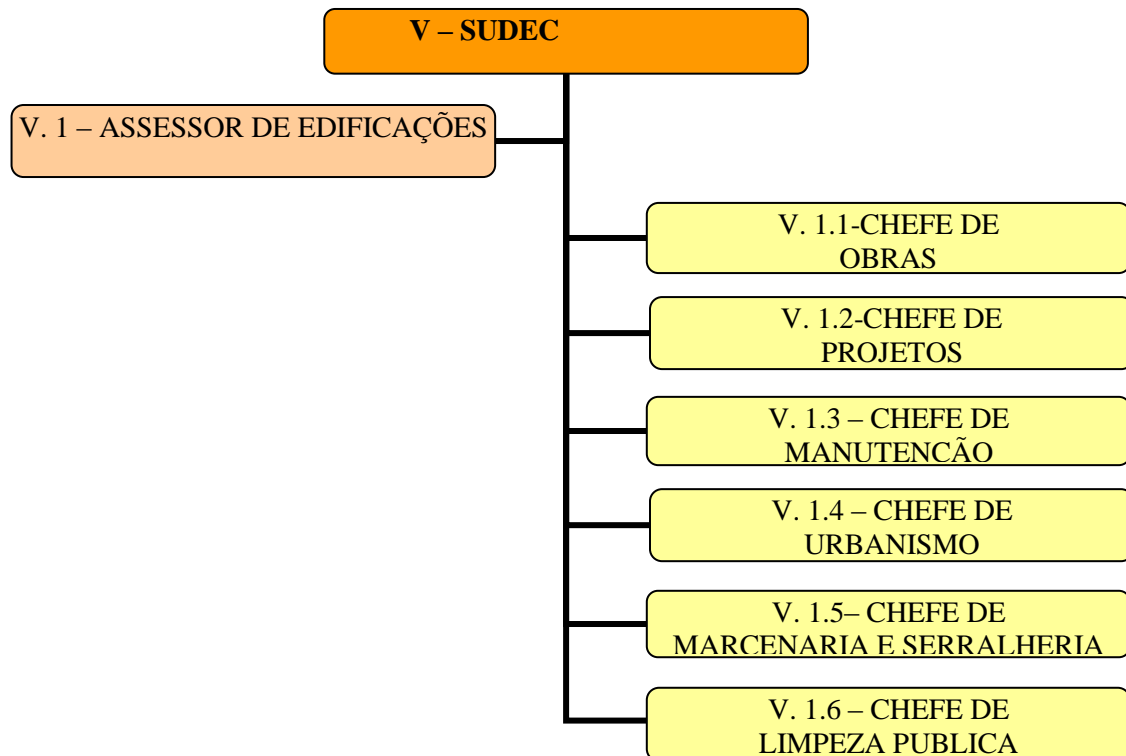 V – SUDEC
V. 1 – ASSESSOR DE EDIFICAÇÕES
V. 1.1-CHEFE DE
OBRAS
V. 1.2-CHEFE DE
PROJETOS
V. 1.3 – CHEFE DE
MANUTENCÃO
V. 1.4 – CHEFE DE
URBANISMO
V. 1.5– CHEFE DE
MARCENARIA E SERRALHERIA
V. 1.6 – CHEFE DE
LIMPEZA PUBLICA